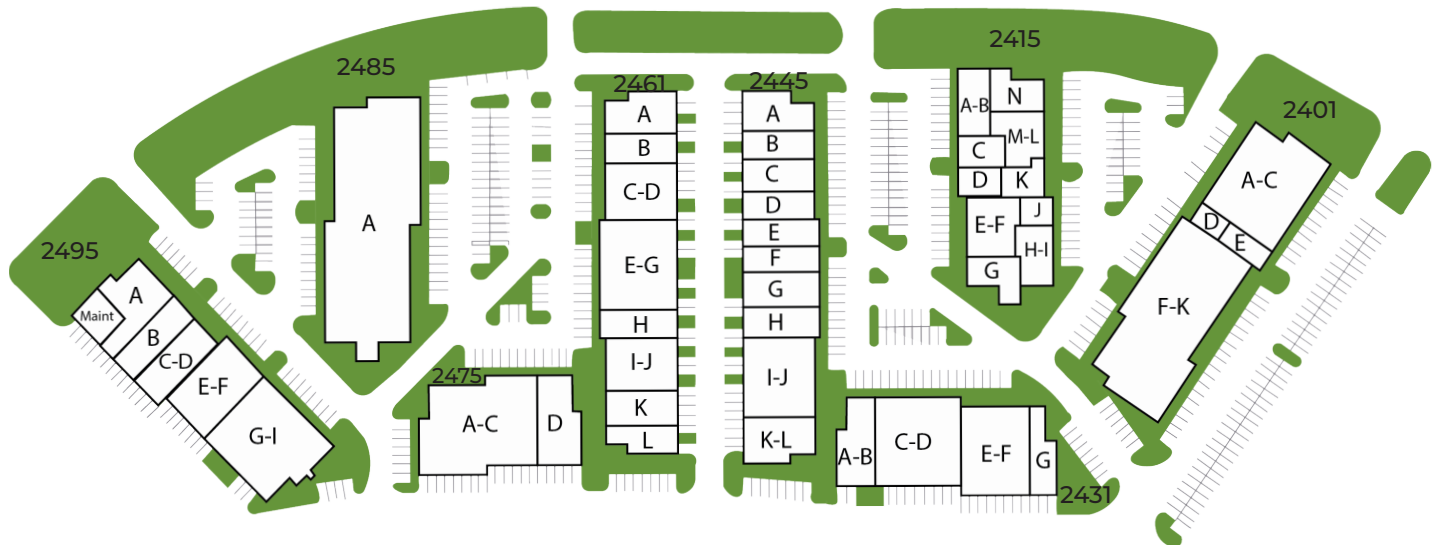 2485
A
2495
Maint
A
B
C-D
E-F
G-I
2475
A-C
D
2461
A
B
C-D
E-G
H
I-J
K
L
2445
A
B
C
D
E
F
G
H
I-J
K-L
2415
A-B
N
M-L
C
D
K
E-F
J
H-I
G
2431
A-B
C-D
E-F
G
2401
A-C
D
E
F-K